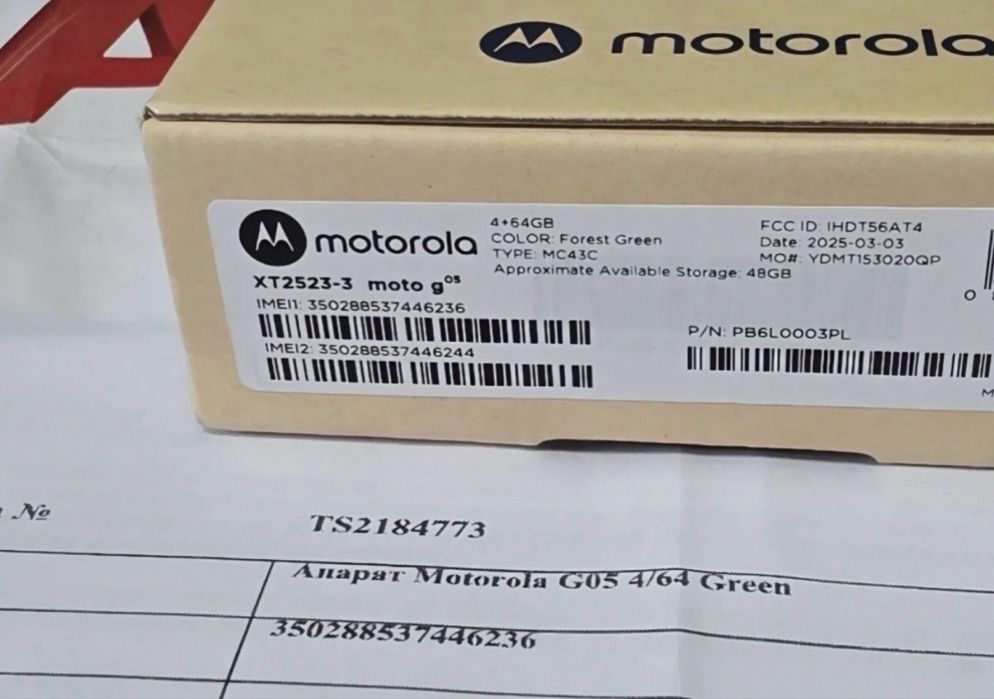 motorola
motorola
4+64GB
COLOR: Forest Green
TYPE: MC43C
Approximate Available Storage: 48GB
FCC ID: IHDT56AT4
Date: 2025-03-03
MO#: YDMT153020QP
XT2523-3 moto g05
IMEI1: 350288537446236
IMEI2: 350288537446244
P/N: PB6L0003PL
№
TS2184773
Апарат Motorola G05 4/64 Green
350288537446236